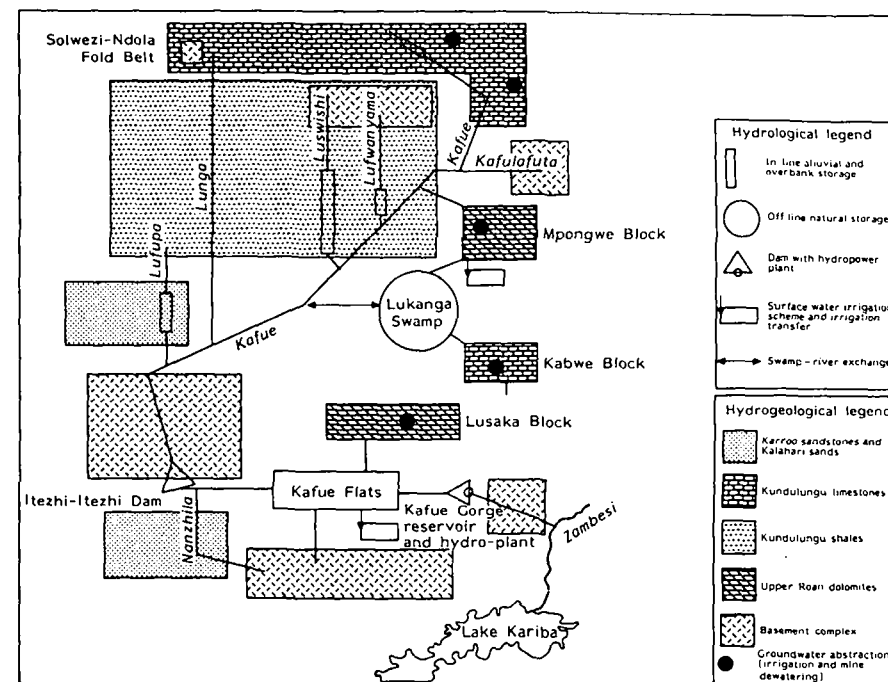 Solwezi-Ndola
Fold Belt
Luswishi
Lufwanyama
Kafue
Kafulafuta
Lunga
Lufupa
Mpongwe Block
Lukanga
Swamp
Kafue
Kabwe Block
Lusaka Block
Itezhi-Itezhi Dam
Nanzhila
Kafue Flats
Kafue Gorge
reservoir
and hydro-plant
Zambesi
Lake Kariba
Hydrological legend
In line alluvial and
overbank storage
Off line natural storage
Dam with hydropower
plant
Surface water irrigation
scheme and irrigation
transfer
Swamp-river exchange
Hydrogeological legend
Karroo sandstones and
Kalahari sands
Kundulungu limestones
Kundulungu shales
Upper Roan dolomites
Basement complex
Groundwater abstraction
(irrigation and mine
dewatering)